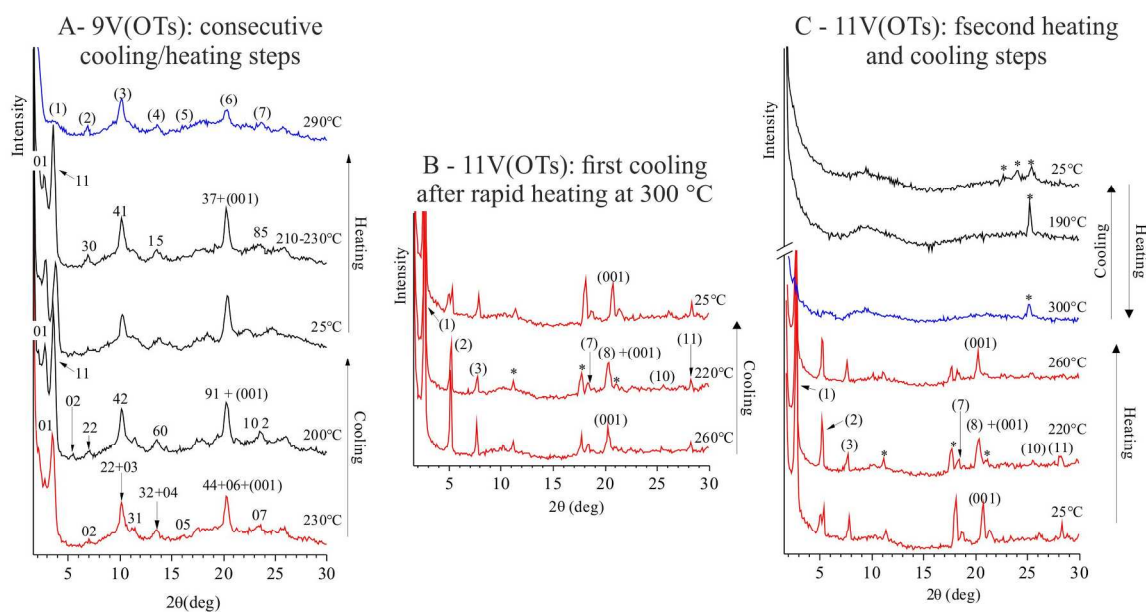 A- 9V(OTs): consecutive
cooling/heating steps
Intensity
(1)
(2)
(3)
(4)
(5)
(6)
(7)
290°C
01
11
30
41
15
37+(001)
85
210-230°C
Heating
25°C
01
11
02
22
42
60
91 + (001)
10 2
200°C
Cooling
01
02
22+03
31
32+04
05
44+06+(001)
07
230°C
5 10 15 20 25 30
2θ(deg)
B - 11V(OTs): first cooling
after rapid heating at 300 °C
Intensity
(001)
25°C
(1)
(2)
(3)
*
*
(7)
(8) +(001)
*
(10)
(11)
220°C
(001)
260°C
Cooling
5 10 15 20 25 30
2θ (deg)
C - 11V(OTs): fsecond heating
and cooling steps
Intensity
* * *
25°C
*
190°C
Cooling
Heating
*
300°C
(001)
260°C
(1)
(2)
(3)
*
*
(7)
(8) +(001)
*
(10)
(11)
220°C
(001)
25°C
Heating
5 10 15 20 25 30
2θ (deg)